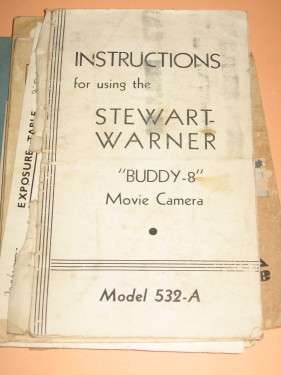 INSTRUCTIONS
for using the
STEWART-
WARNER
"BUDDY-8"
Movie Camera
Model 532-A
EXPOSURE TABLE